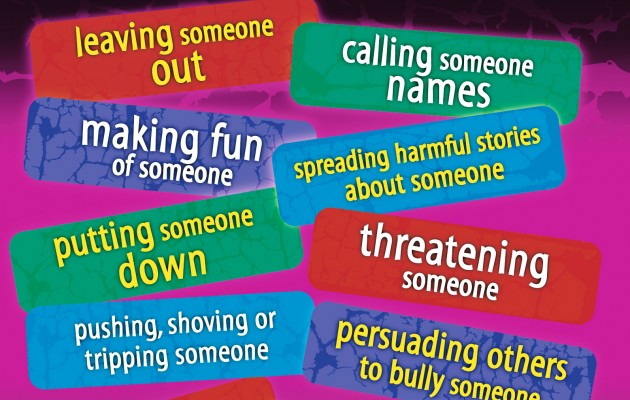 leaving someone
out
calling someone
names
making fun
of someone
spreading harmful stories
about someone
putting someone
down
threatening
someone
pushing, shoving or
tripping someone
persuading others
to bully someone